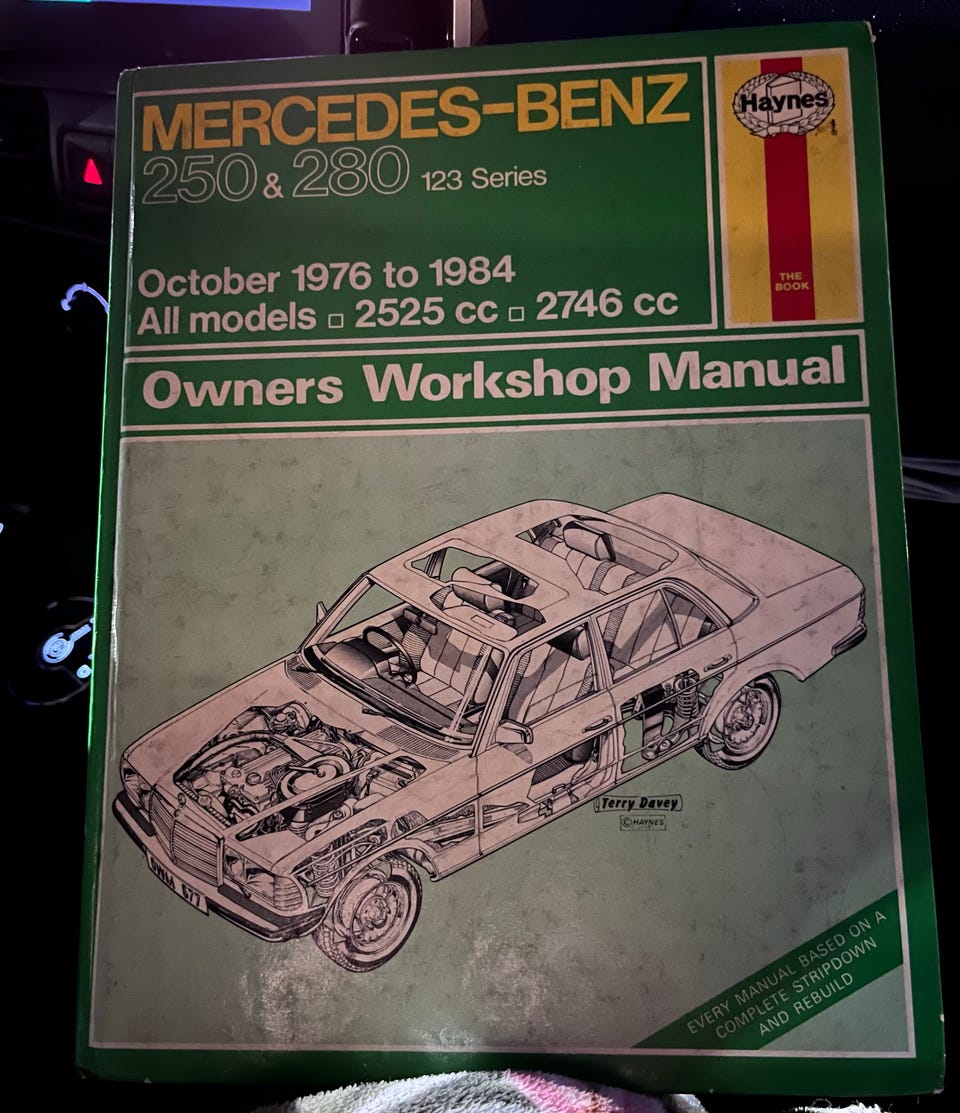 MERCEDES-BENZ
250 & 280 123 Series
October 1976 to 1984
All models □ 2525 cc □ 2746 cc
Haynes
THE
BOOK
Owners Workshop Manual
Terry Davey
© HAYNES
EVERY MANUAL BASED ON A
COMPLETE STRIPDOWN
AND REBUILD